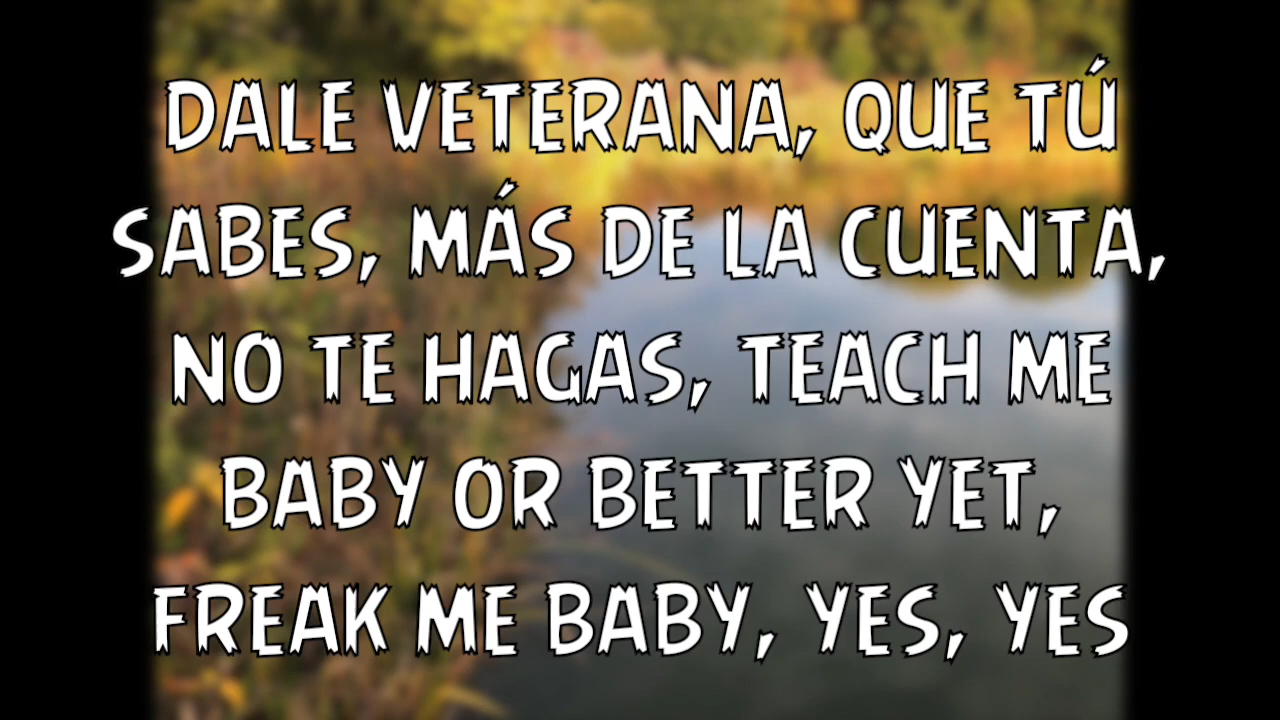 DALE VETERANA, QUE TÚ
SABES, MÁS DE LA CUENTA,
NO TE HAGAS, TEACH ME
BABY OR BETTER YET,
FREAK ME BABY, YES, YES